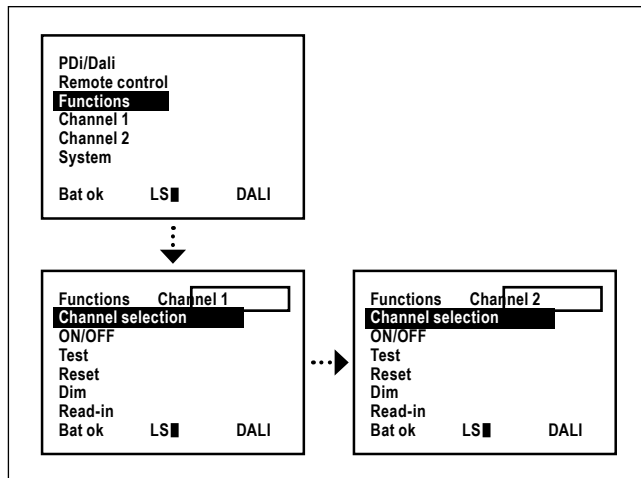 PDi/Dali
Remote control
Functions
Channel 1
Channel 2
System
Bat ok LS DALI
Functions Channel 1
Channel selection
ON/OFF
Test
Reset
Dim
Read-in
Bat ok LS DALI
Functions Channel 2
Channel selection
ON/OFF
Test
Reset
Dim
Read-in
Bat ok LS DALI